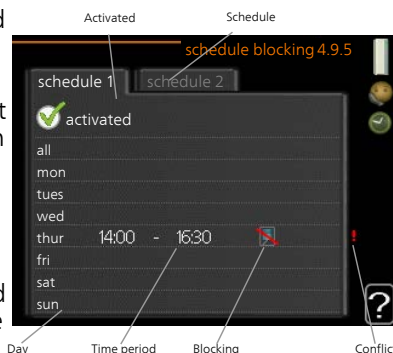 Activated Schedule
schedule blocking 4.9.5
schedule 1 schedule 2
activated
all
mon
tues
wed
thur 14:00 - 16:30 !
fri
sat
sun
?
Day Time period Blocking Conflic